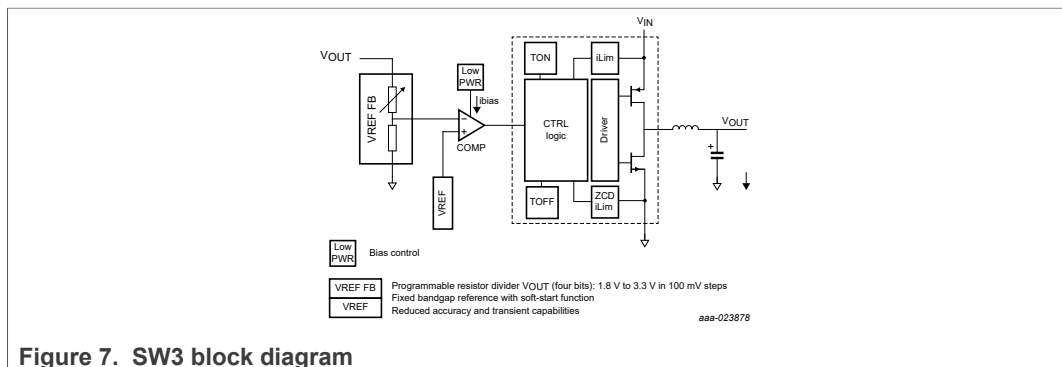 VIN
VOUT
TON
iLim
Low
PWR
ibias
VREF FB
CTRL
logic
Driver
VOUT
−
+
COMP
+
VREF
TOFF
ZCD
iLim
Low
PWR
Bias control
VREF FB
Programmable resistor divider VOUT (four bits): 1.8 V to 3.3 V in 100 mV steps
Fixed bandgap reference with soft-start function
VREF
Reduced accuracy and transient capabilities
aaa-023878
Figure 7. SW3 block diagram